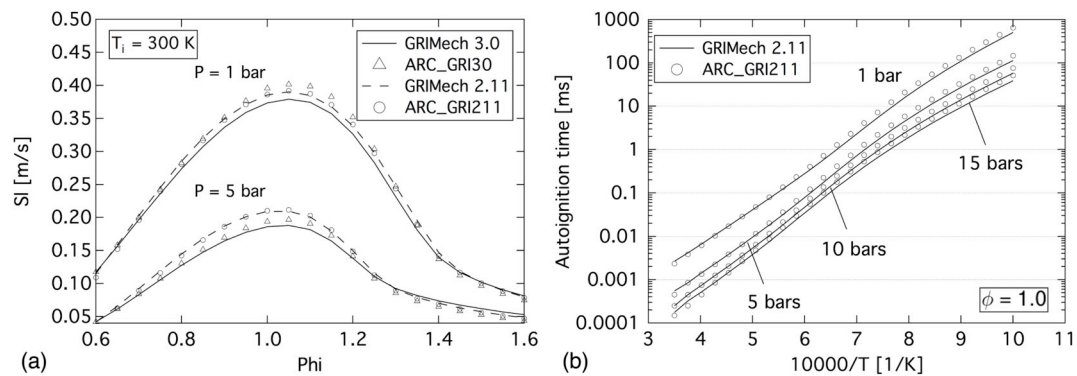 0.50
0.45
0.40
0.35
0.30
0.25
0.20
0.15
0.10
0.05
Sl [m/s]
T_i = 300 K
P = 1 bar
P = 5 bar
GRIMech 3.0
ARC_GRI30
GRIMech 2.11
ARC_GRI211
0.6 0.8 1.0 1.2 1.4 1.6
Phi
(a)
1000
100
10
1
0.1
0.01
0.001
0.0001
Autoignition time [ms]
GRIMech 2.11
ARC_GRI211
1 bar
15 bars
10 bars
5 bars
ϕ = 1.0
3 4 5 6 7 8 9 10 11
10000/T [1/K]
(b)